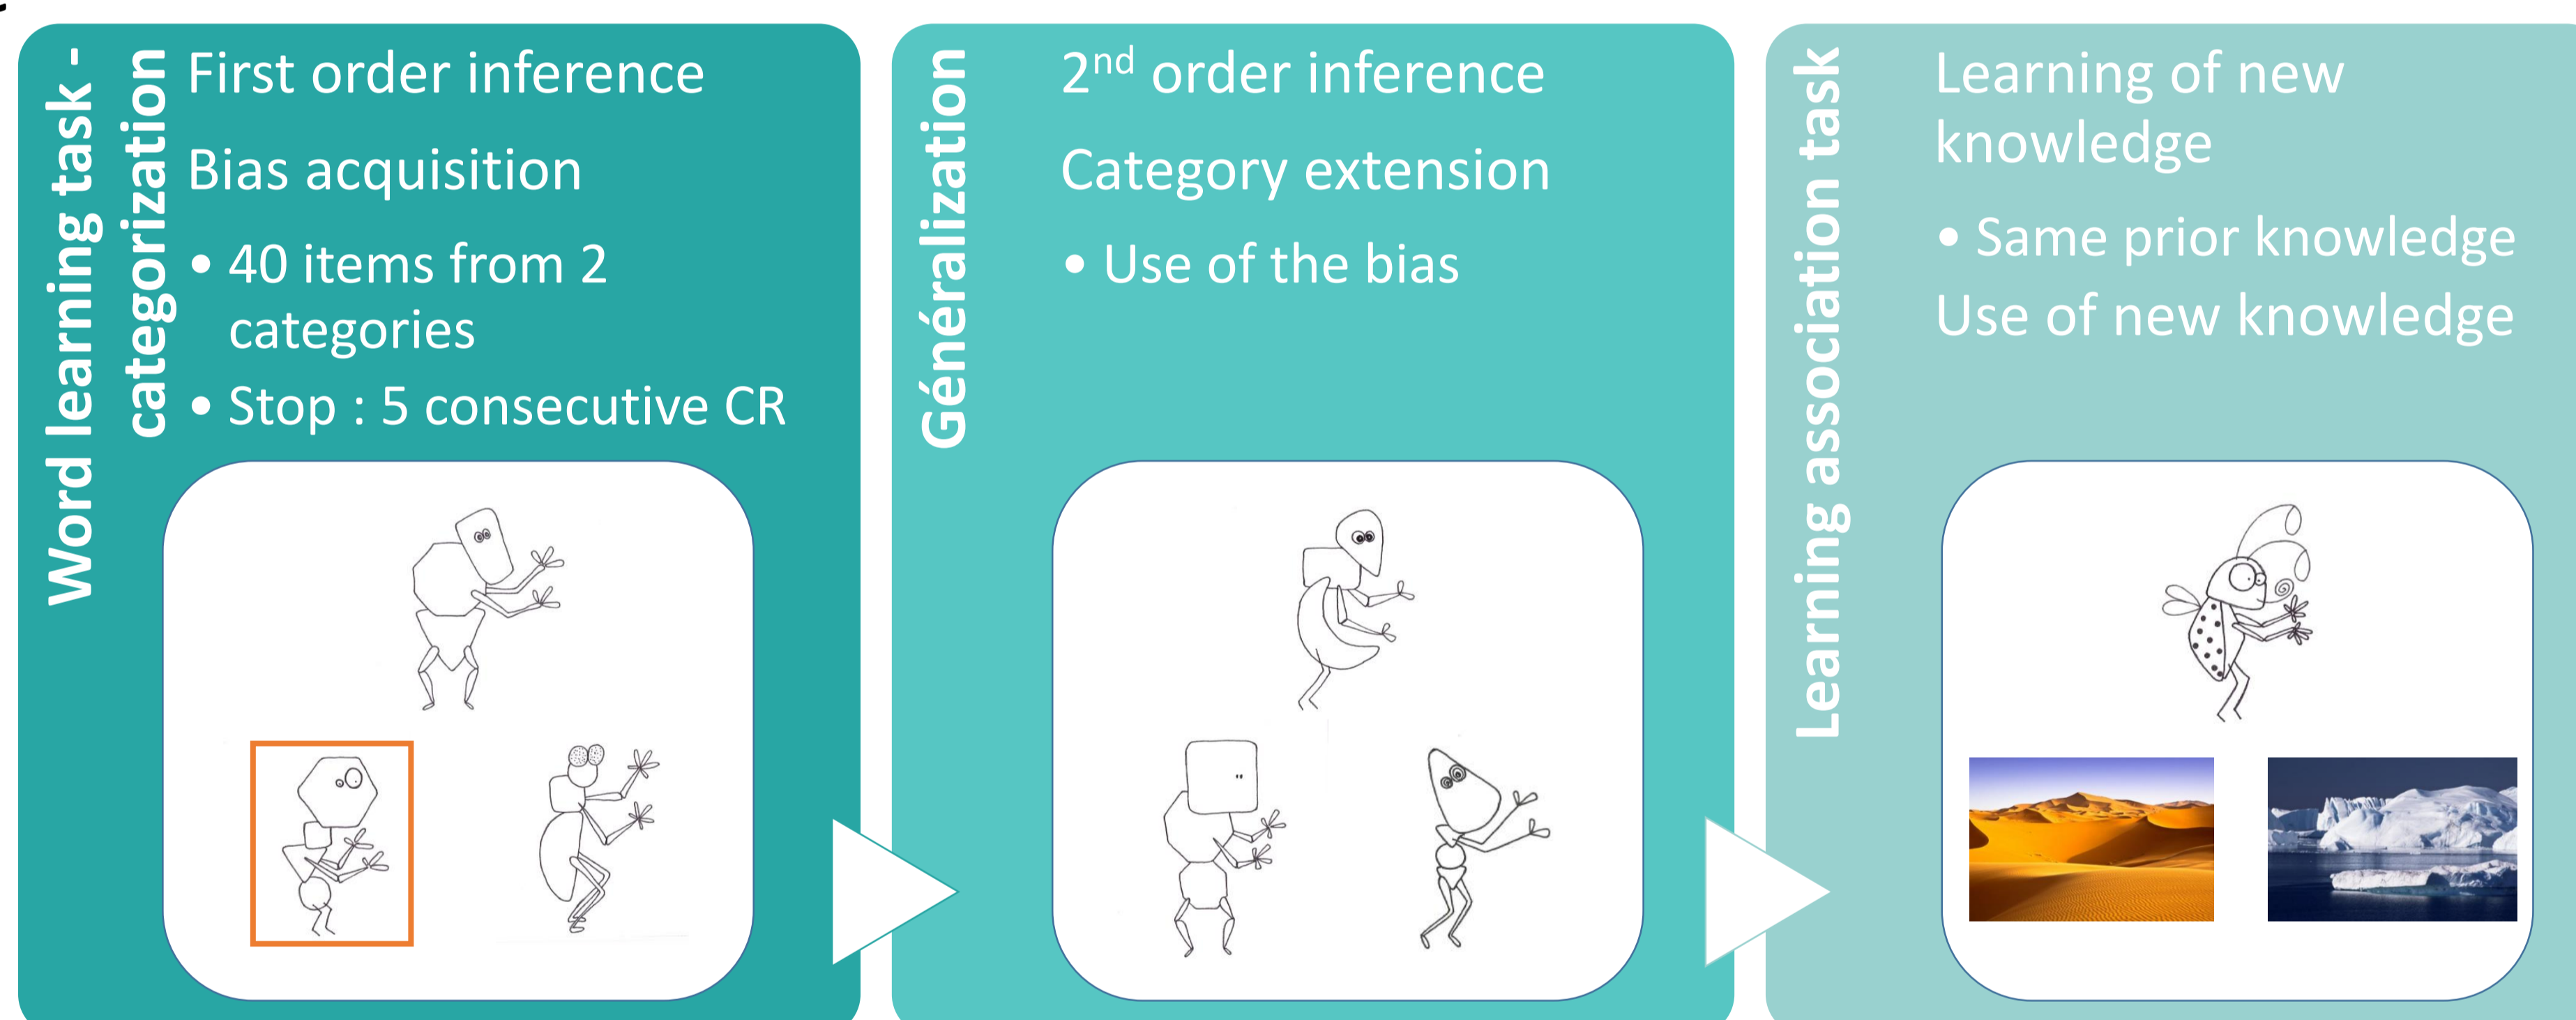 Word learning task -
categorization
First order inference
Bias acquisition
• 40 items from 2
categories
• Stop : 5 consecutive CR
Généralization
2nd order inference
Category extension
• Use of the bias
Learning association task
Learning of new
knowledge
• Same prior knowledge
Use of new knowledge